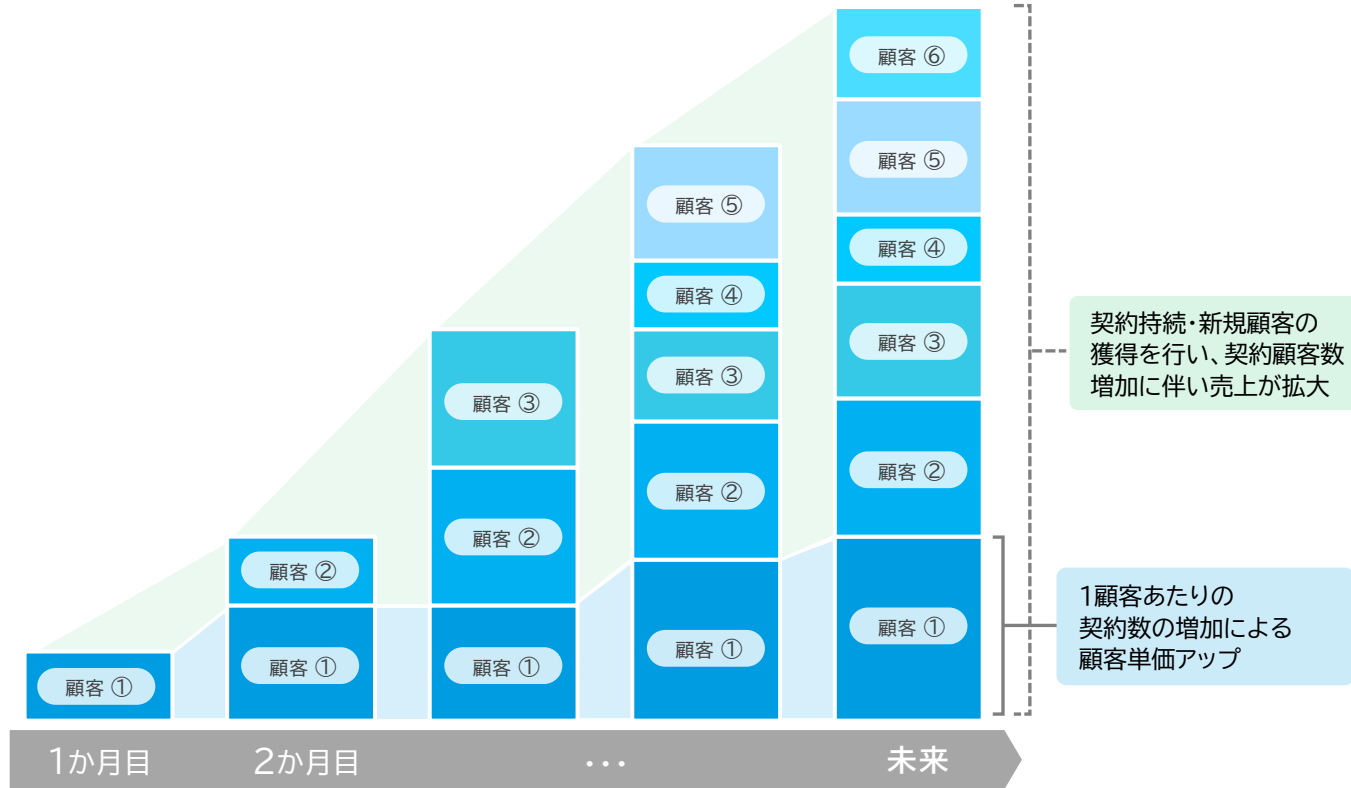 顧客 ①
顧客 ②
顧客 ①
顧客 ③
顧客 ②
顧客 ①
顧客 ⑤
顧客 ④
顧客 ③
顧客 ②
顧客 ①
顧客 ⑥
顧客 ⑤
顧客 ④
顧客 ③
顧客 ②
顧客 ①
契約持続・新規顧客の
獲得を行い、契約顧客数
増加に伴い売上が拡大
1顧客あたりの
契約数の増加による
顧客単価アップ
1か月目
2か月目
・・・
未来